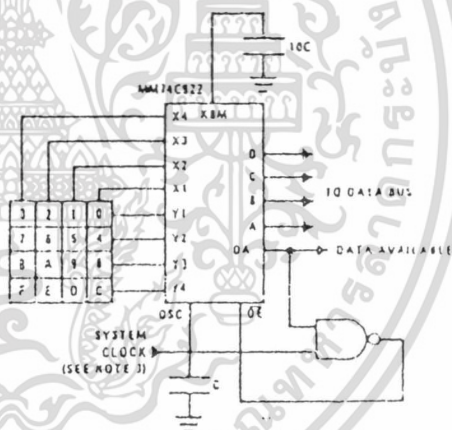 10C
KBM
X4
X3
X2
X1
Y1
Y2
Y3
Y4
D
C
B
A
DA
TO DATA BUS
DATA AVAILABLE
3 2 1 0
7 6 5 4
B A 9 8
F E D C
OSC
OE
SYSTEM
CLOCK
(SEE NOTE 3)
C